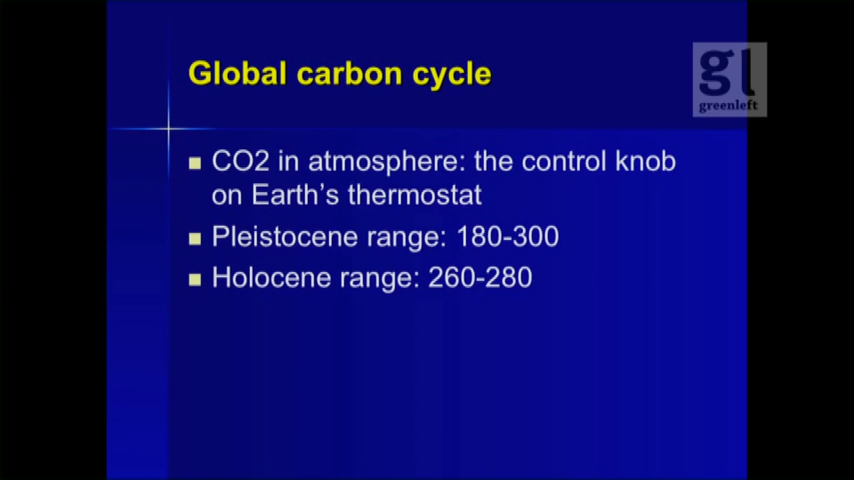 Global carbon cycle
gl
greenleft
CO2 in atmosphere: the control knob
on Earth's thermostat
Pleistocene range: 180-300
Holocene range: 260-280